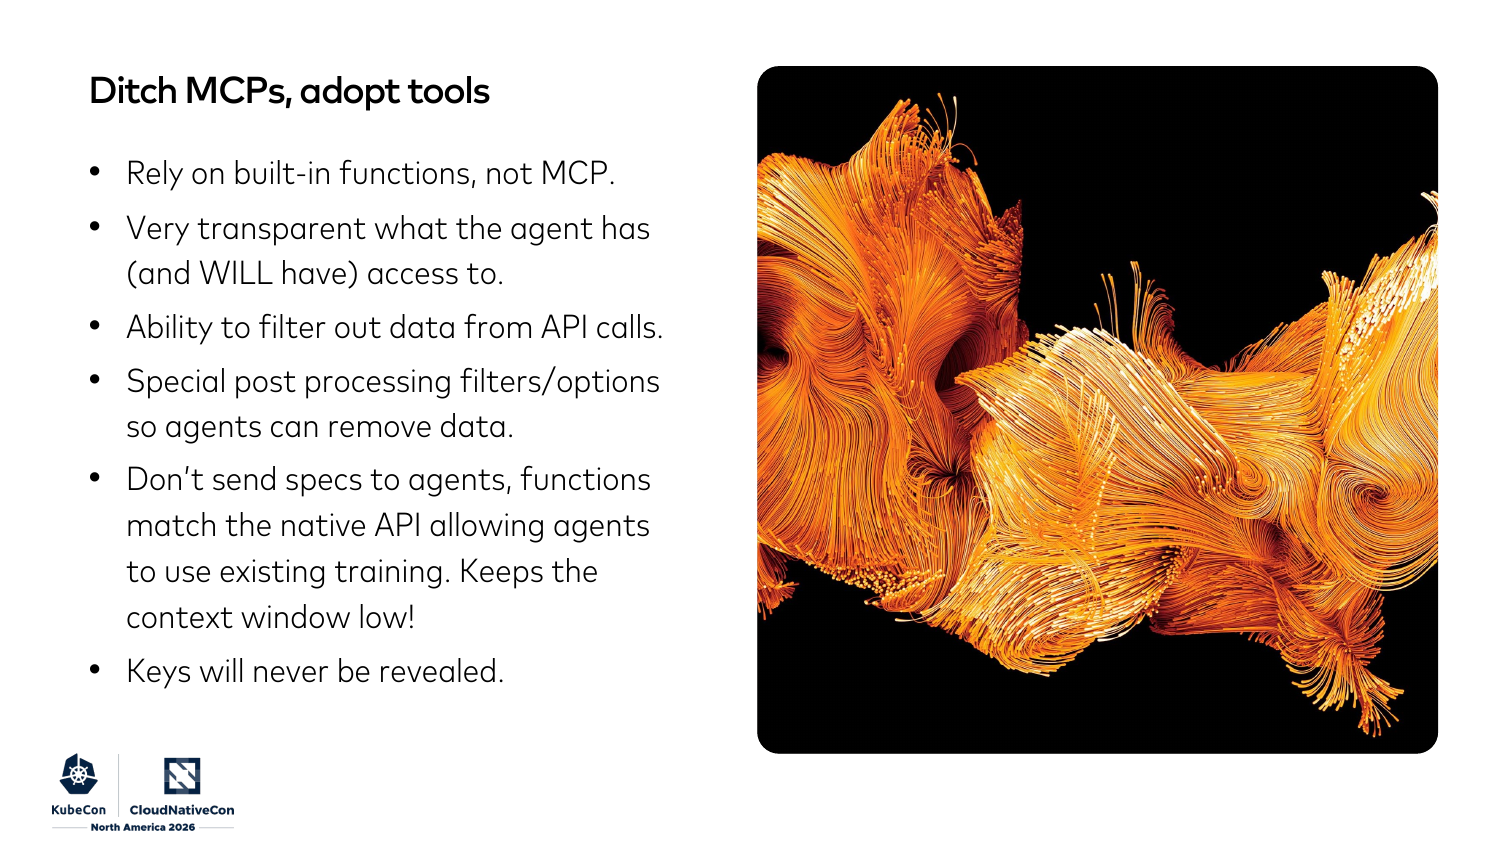 Ditch MCPs, adopt tools
• Rely on built-in functions, not MCP.
• Very transparent what the agent has
(and WILL have) access to.
• Ability to filter out data from API calls.
• Special post processing filters/options
so agents can remove data.
• Don’t send specs to agents, functions
match the native API allowing agents
to use existing training. Keeps the
context window low!
• Keys will never be revealed.
KubeCon
CloudNativeCon
North America 2026